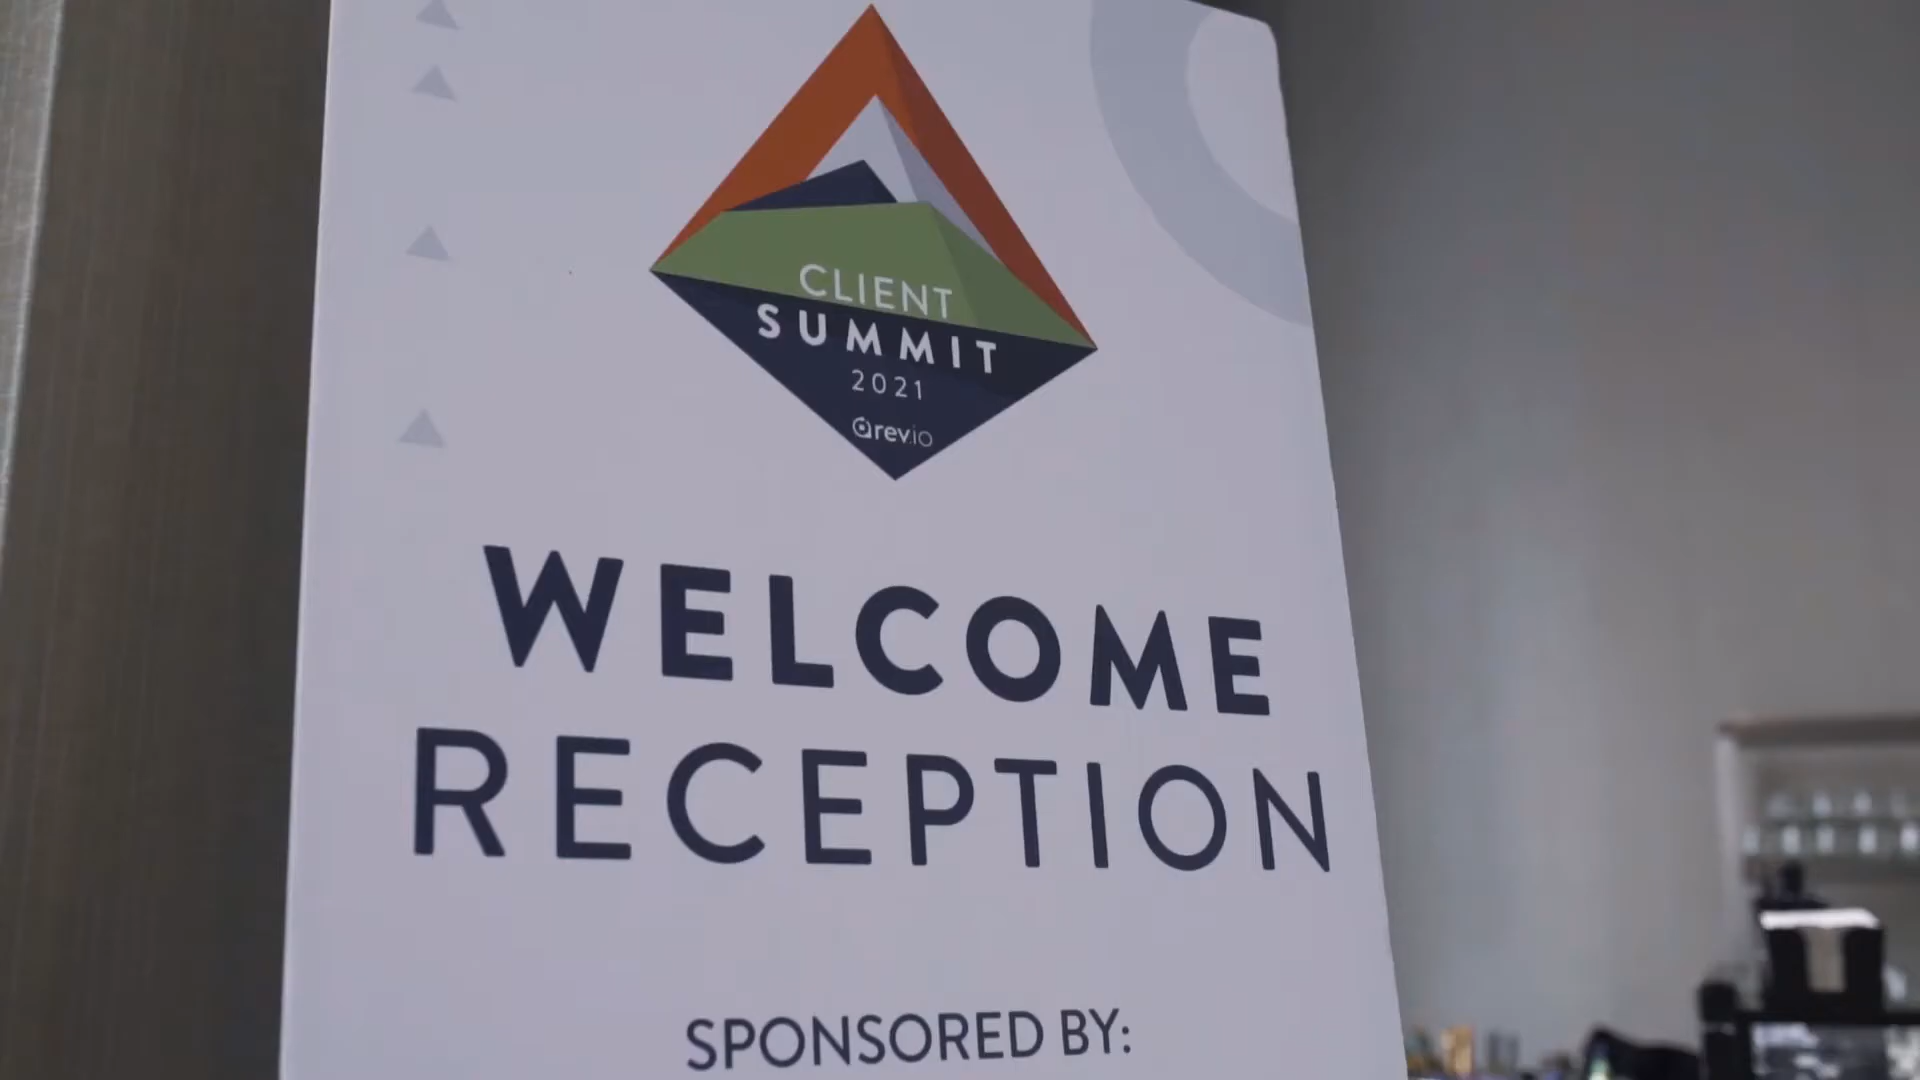 CLIENT
SUMMIT
2021
rev.io
WELCOME
RECEPTION
SPONSORED BY: